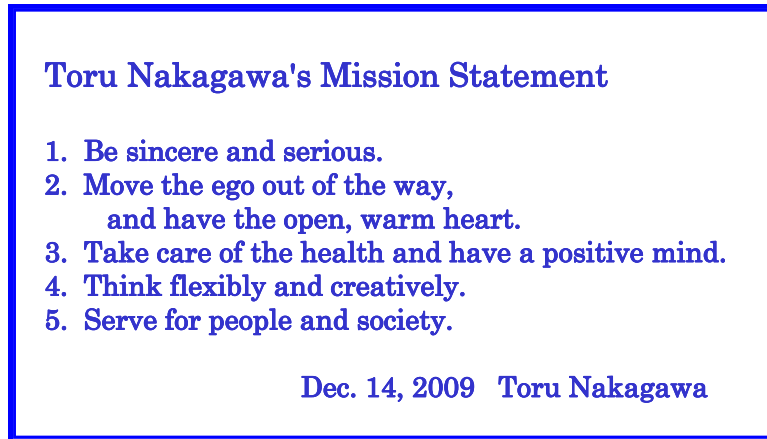 Toru Nakagawa's Mission Statement
1. Be sincere and serious.
2. Move the ego out of the way,
and have the open, warm heart.
3. Take care of the health and have a positive mind.
4. Think flexibly and creatively.
5. Serve for people and society.
Dec. 14, 2009 Toru Nakagawa